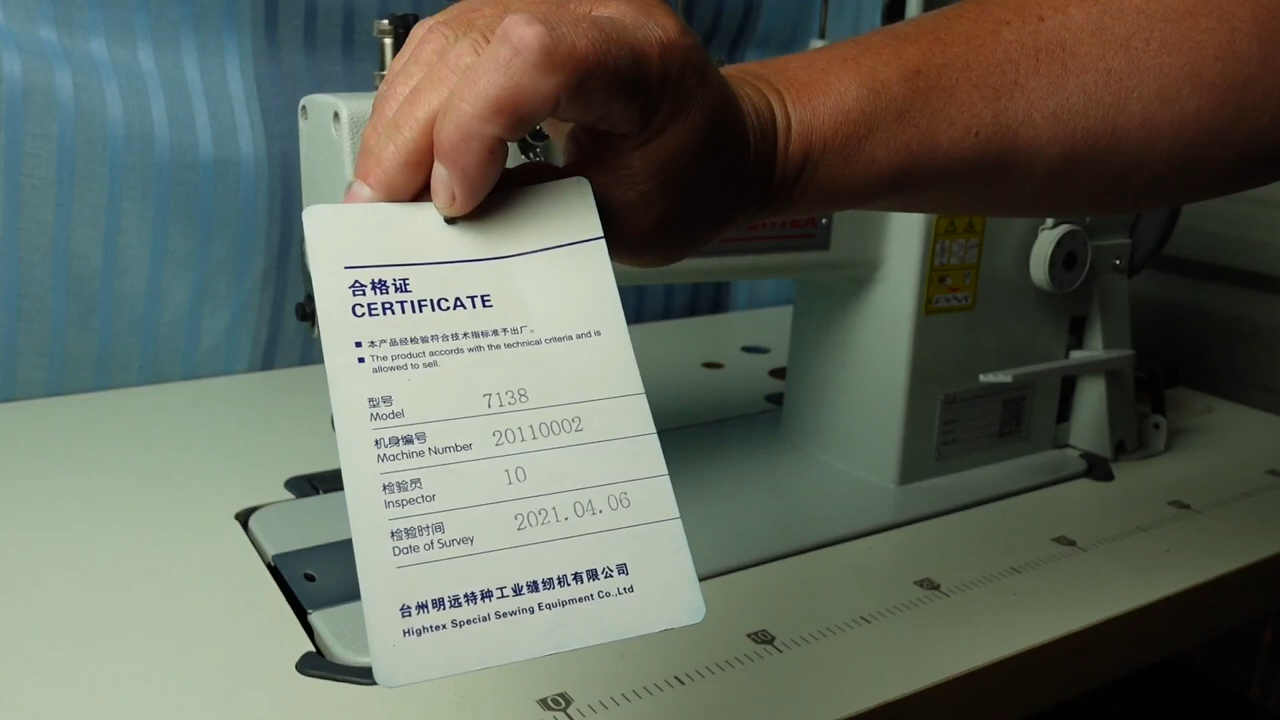 合格证
CERTIFICATE
■ 本产品经检验符合技术指标准予出厂。
■ The product accords with the technical criteria and is
allowed to sell.
型号
Model 7138
机身编号
Machine Number 20110002
检验员
Inspector 10
检验时间
Date of Survey 2021.04.06
台州明远特种工业缝纫机有限公司
Hightex Special Sewing Equipment Co.,Ltd
0
10
20